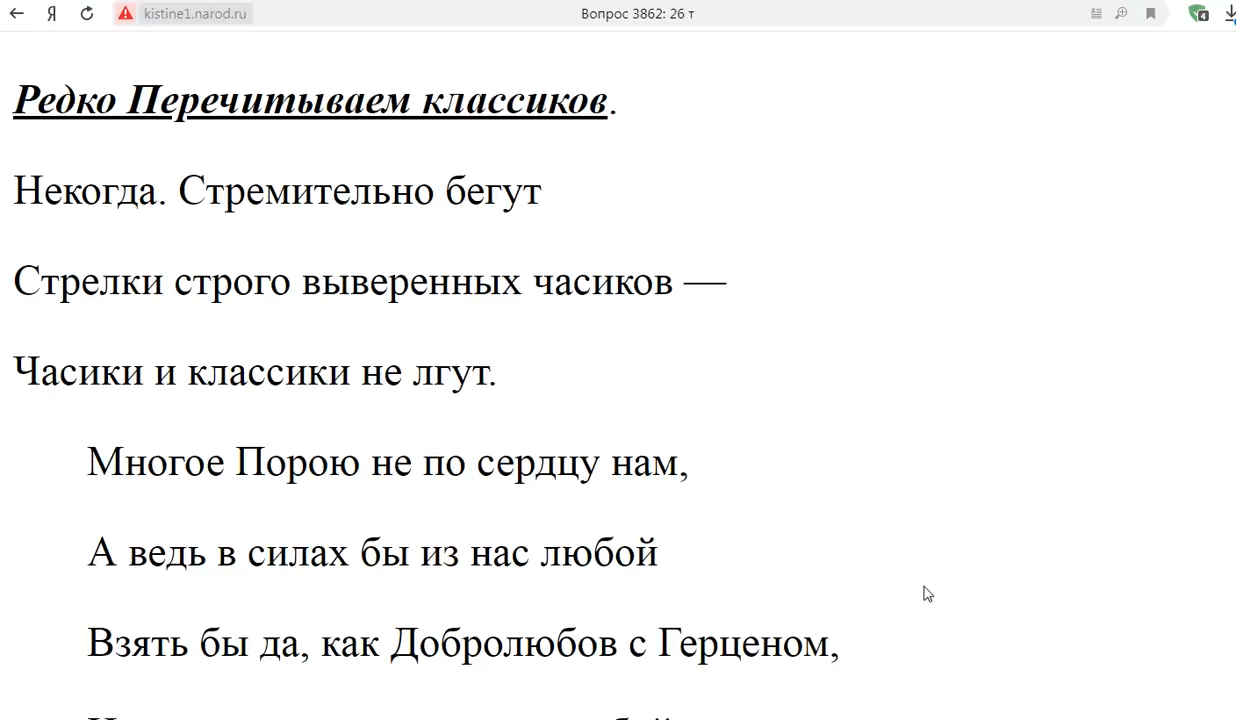 Я kistine1.narod.ru Вопрос 3862: 26 т 4
Редко Перечитываем классиков.
Некогда. Стремительно бегут
Стрелки строго выверенных часиков —
Часики и классики не лгут.
Многое Порою не по сердцу нам,
А ведь в силах бы из нас любой
Взять бы да, как Добролюбов с Герценом,